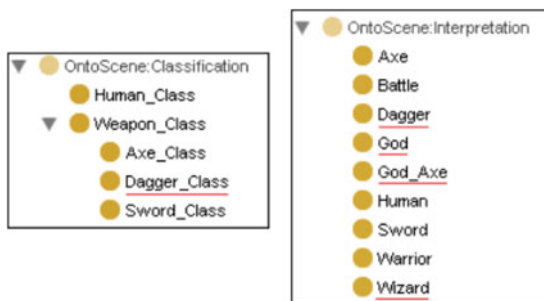 OntoScene:Classification
Human_Class
Weapon_Class
Axe_Class
Dagger_Class
Sword_Class
OntoScene:Interpretation
Axe
Battle
Dagger
God
God_Axe
Human
Sword
Warrior
Wizard